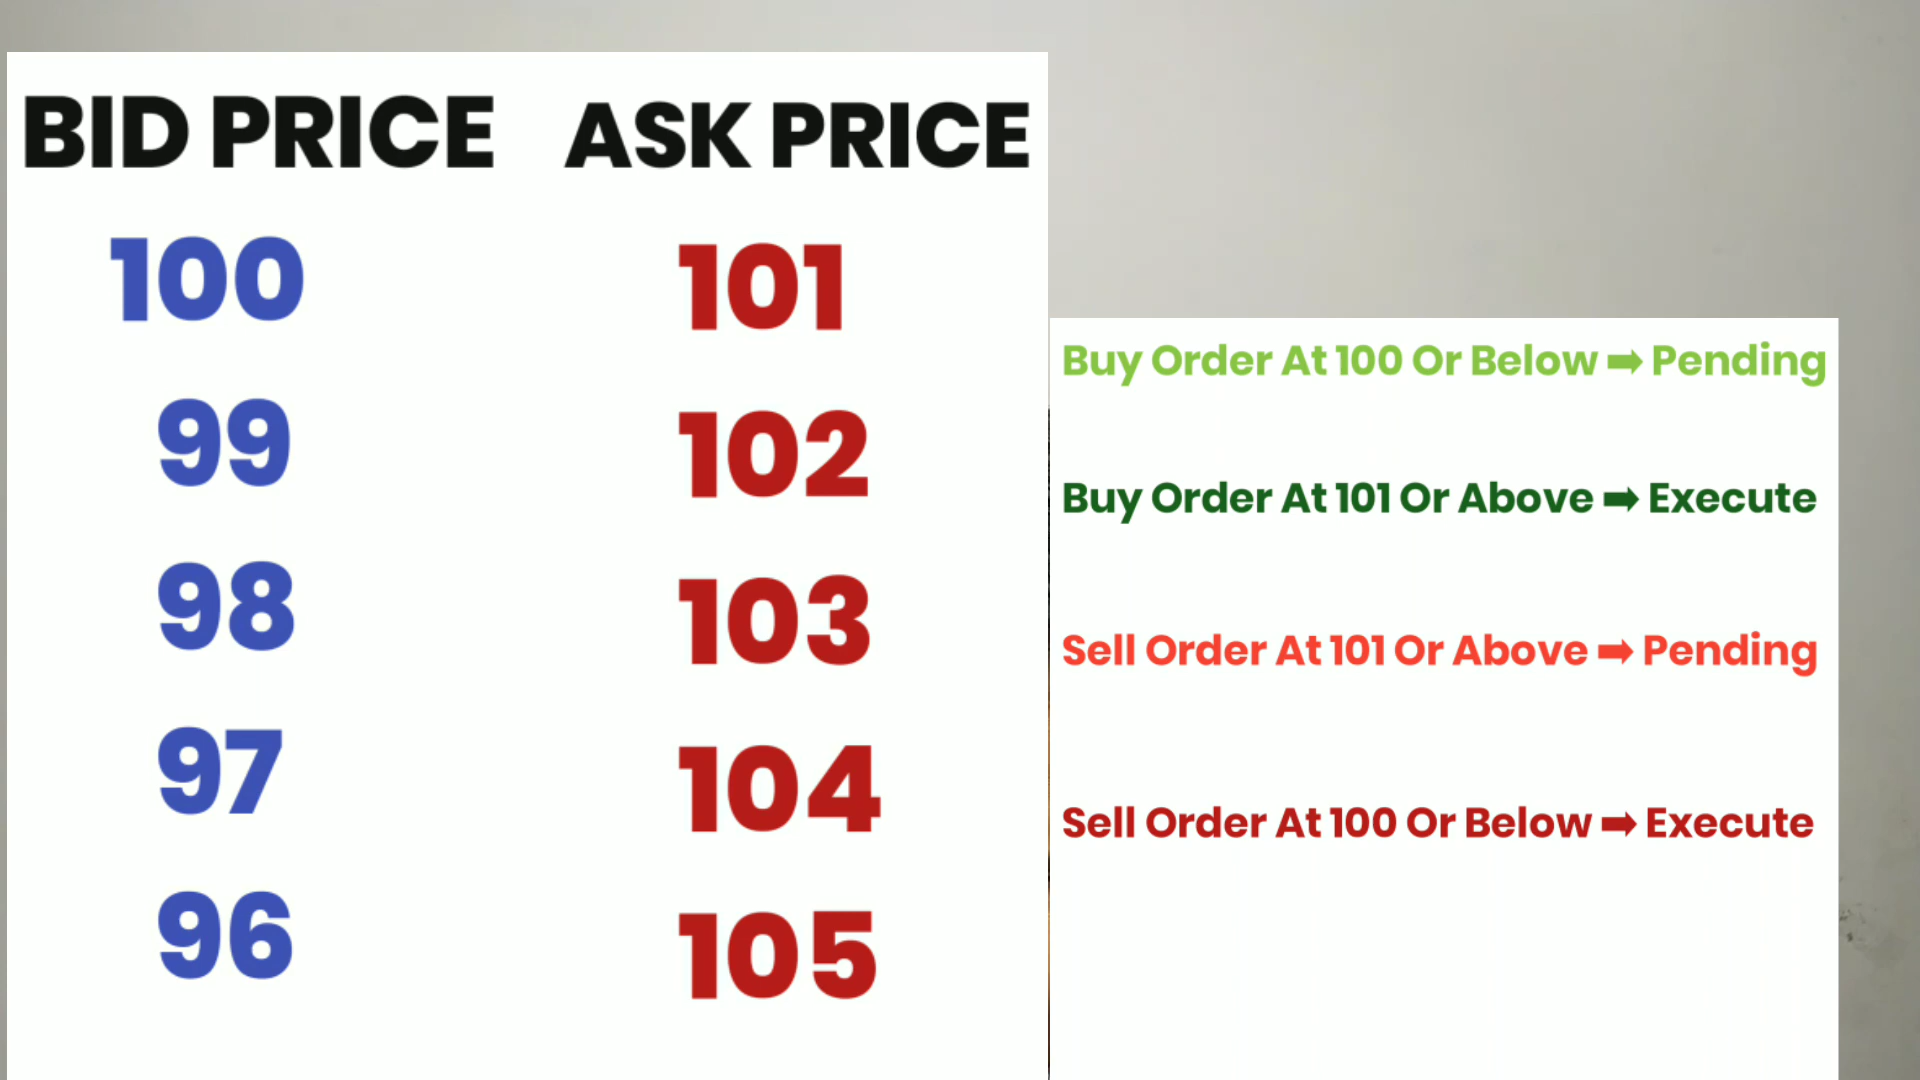 BID PRICE ASK PRICE
100 101
99 102
98 103
97 104
96 105
Buy Order At 100 Or Below ➡ Pending
Buy Order At 101 Or Above ➡ Execute
Sell Order At 101 Or Above ➡ Pending
Sell Order At 100 Or Below ➡ Execute